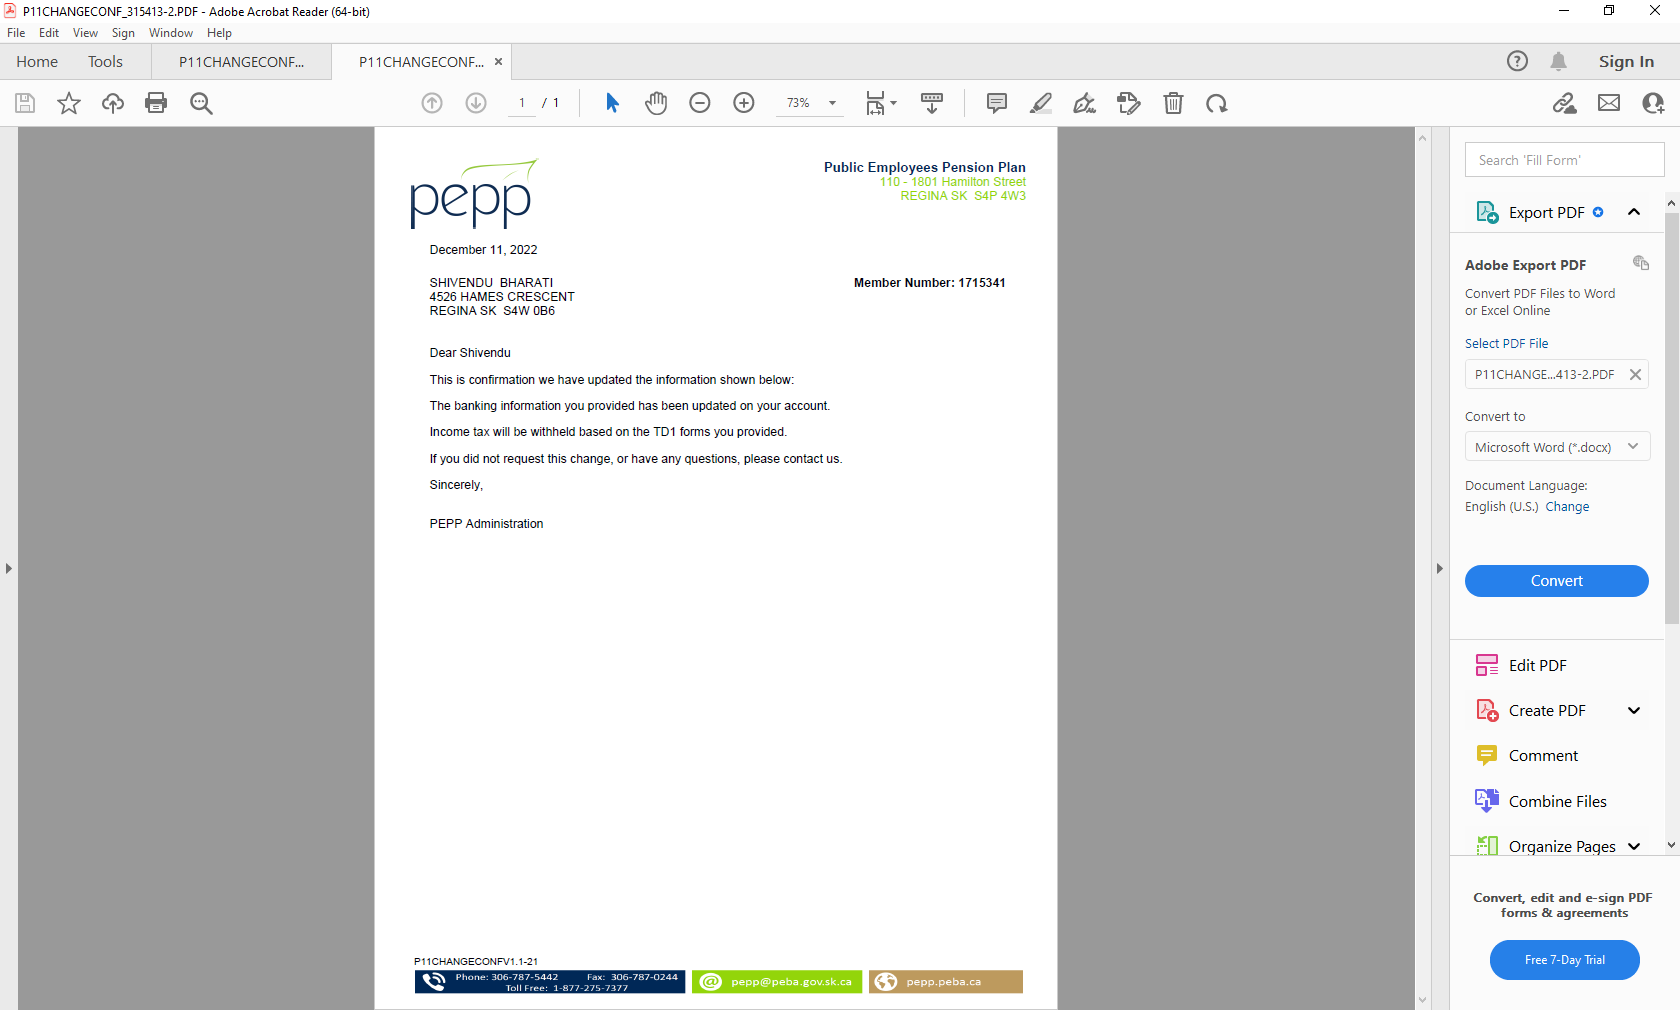 P11CHANGECONF_315413-2.PDF - Adobe Acrobat Reader (64-bit)
File Edit View Sign Window Help
Home Tools P11CHANGECONF... P11CHANGECONF... Sign In
1 / 1 73%
pepp
Public Employees Pension Plan
110 - 1801 Hamilton Street
REGINA SK S4P 4W3
December 11, 2022
SHIVENDU BHARATI
4526 HAMES CRESCENT
REGINA SK S4W 0B6
Member Number: 1715341
Dear Shivendu
This is confirmation we have updated the information shown below:
The banking information you provided has been updated on your account.
Income tax will be withheld based on the TD1 forms you provided.
If you did not request this change, or have any questions, please contact us.
Sincerely,
PEPP Administration
P11CHANGECONFV1.1-21
Phone: 306-787-5442 Fax: 306-787-0244
Toll Free: 1-877-275-7377
pepp@peba.gov.sk.ca
pepp.peba.ca
Search 'Fill Form'
Export PDF
Adobe Export PDF
Convert PDF Files to Word
or Excel Online
Select PDF File
P11CHANGE...413-2.PDF
Convert to
Microsoft Word (*.docx)
Document Language:
English (U.S.) Change
Convert
Edit PDF
Create PDF
Comment
Combine Files
Organize Pages
Convert, edit and e-sign PDF
forms & agreements
Free 7-Day Trial